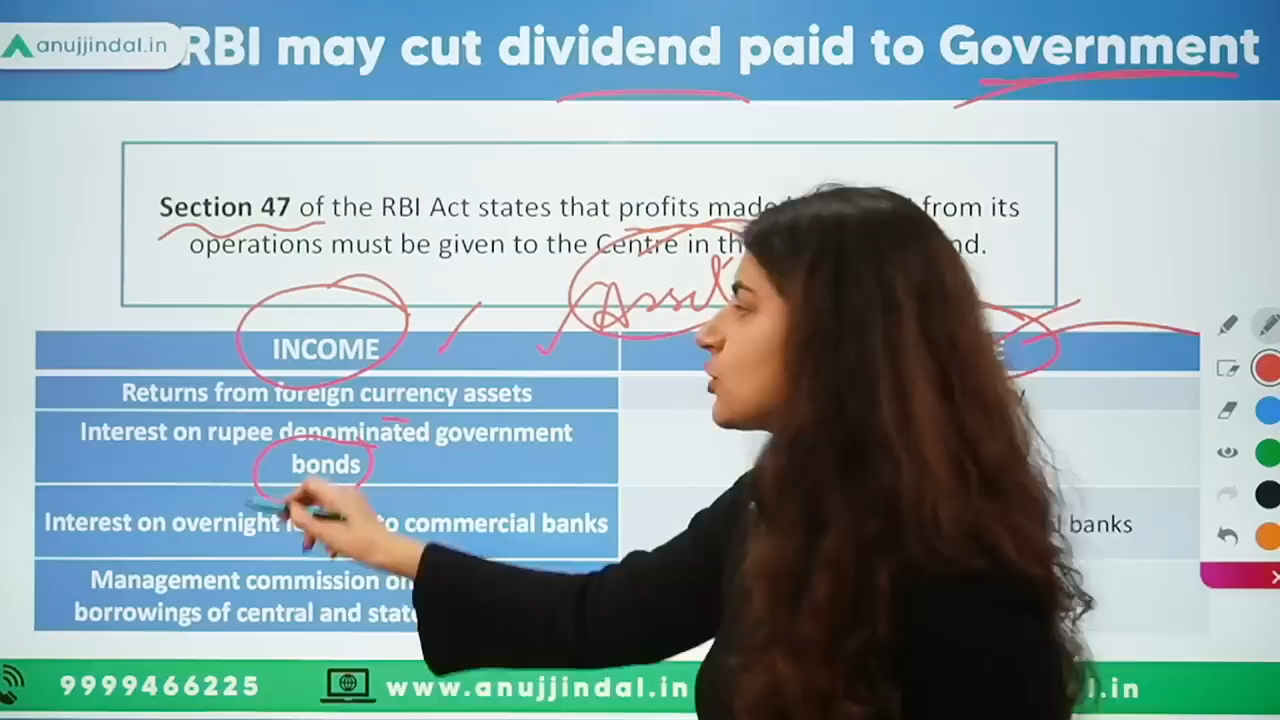 anujjindal.in
RBI may cut dividend paid to Government
Section 47 of the RBI Act states that profits made from its
operations must be given to the Centre in
INCOME
Returns from foreign currency assets
Interest on rupee denominated government
bonds
Interest on overnight to commercial banks
banks
Management commission on
borrowings of central and
9999466225
www.anujjindal.in